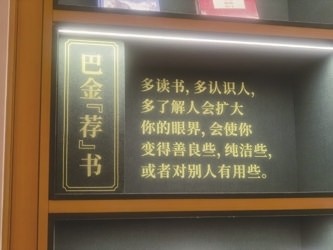 巴金『荐』书
多读书，多认识人，
多了解人会扩大
你的眼界，会使你
变得善良些，纯洁些，
或者对别人有用些。